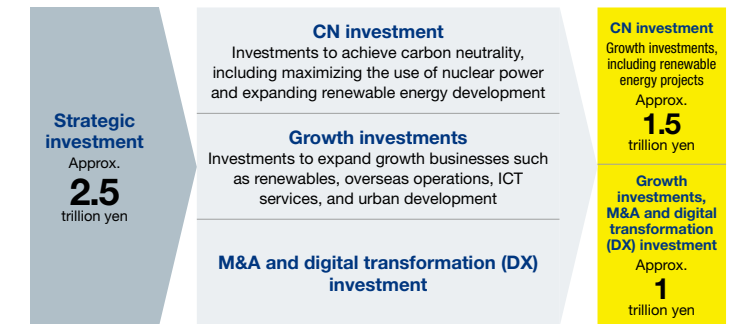 Strategic
investment
Approx.
2.5
trillion yen
CN investment
Investments to achieve carbon neutrality,
including maximizing the use of nuclear power
and expanding renewable energy development
Growth investments
Investments to expand growth businesses such
as renewables, overseas operations, ICT
services, and urban development
M&A and digital transformation (DX)
investment
CN investment
Growth investments,
including renewable
energy projects
Approx.
1.5
trillion yen
Growth
investments,
M&A and digital
transformation
(DX) investment
Approx.
1
trillion yen